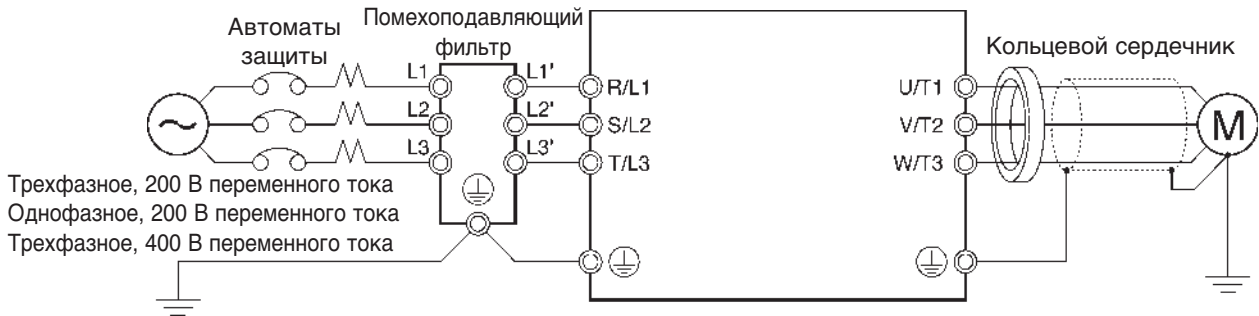 Автоматы
защиты
Помехоподавляющий
фильтр
Кольцевой сердечник
L1 L1' R/L1 U/T1
L2 L2' S/L2 V/T2 M
L3 L3' T/L3 W/T3
Трехфазное, 200 В переменного тока
Однофазное, 200 В переменного тока
Трехфазное, 400 В переменного тока